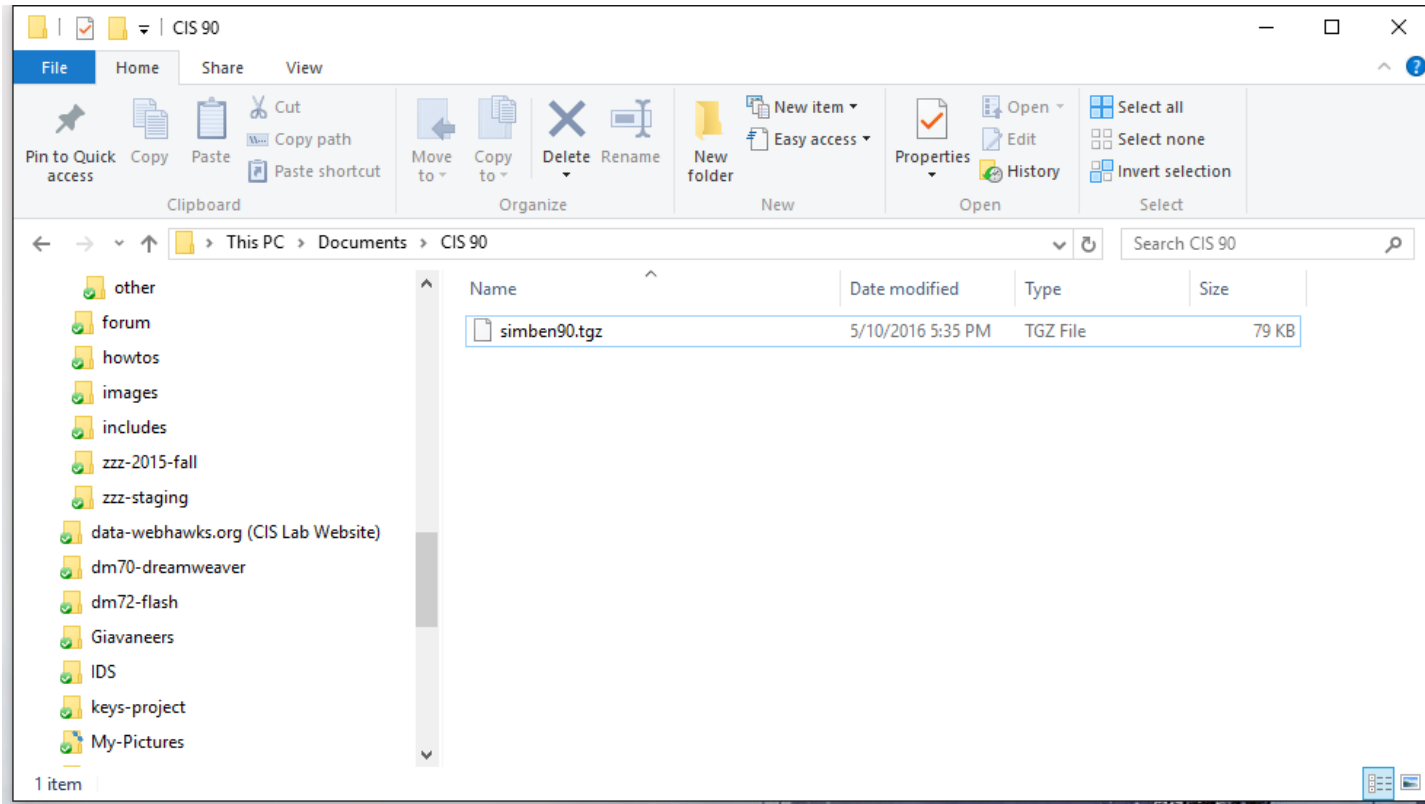 CIS 90
File Home Share View
Pin to Quick access
Copy
Paste
Cut
Copy path
Paste shortcut
Clipboard
Move to
Copy to
Delete
Rename
Organize
New folder
New item
Easy access
New
Properties
Open
Edit
History
Open
Select all
Select none
Invert selection
Select
This PC > Documents > CIS 90
Search CIS 90
other
forum
howtos
images
includes
zzz-2015-fall
zzz-staging
data-webhawks.org (CIS Lab Website)
dm70-dreamweaver
dm72-flash
Giavaneers
IDS
keys-project
My-Pictures
Name Date modified Type Size
simben90.tgz 5/10/2016 5:35 PM TGZ File 79 KB
1 item